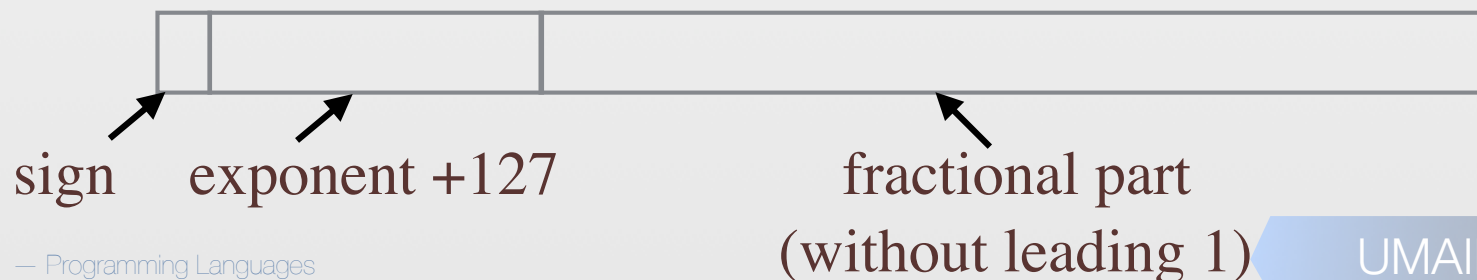 sign exponent +127 fractional part
(without leading 1)
— Programming Languages
UMAI